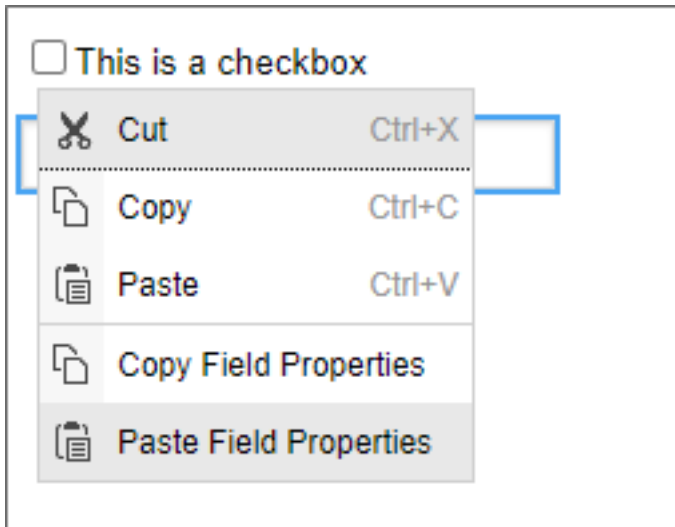 This is a checkbox
Cut Ctrl+X
Copy Ctrl+C
Paste Ctrl+V
Copy Field Properties
Paste Field Properties